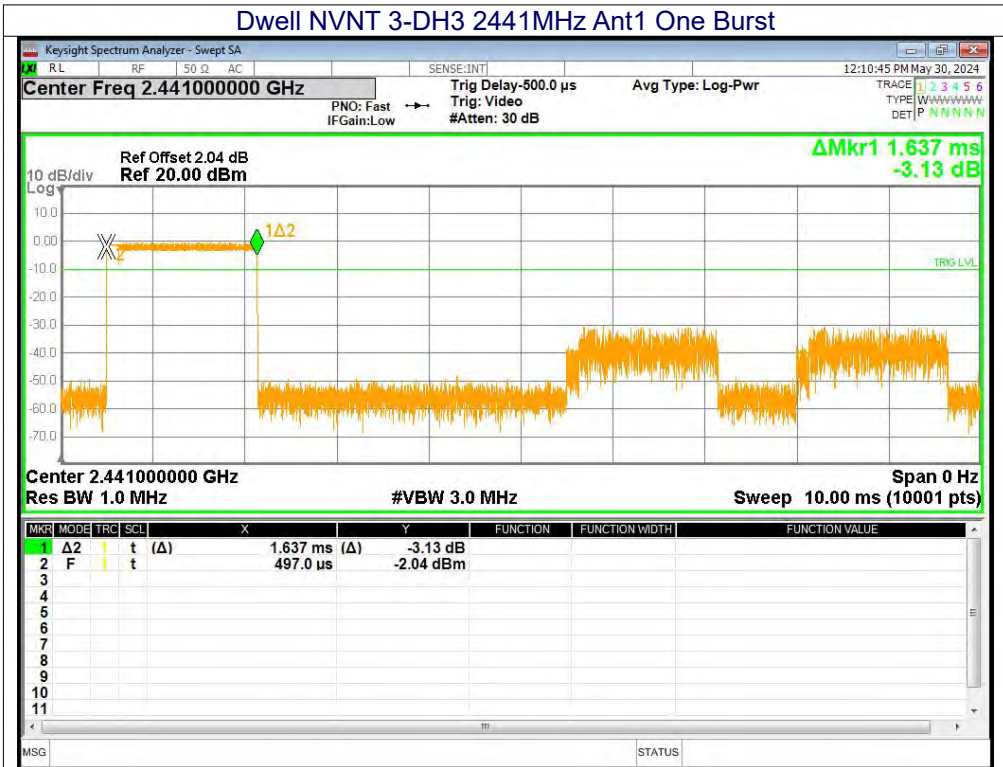 Dwell NVNT 3-DH3 2441MHz Ant1 One Burst
Keysight Spectrum Analyzer - Swept SA
LXI RL RF 50 Ω AC SENSE:INT 12:10:45 PM May 30, 2024
Center Freq 2.441000000 GHz Trig Delay-500.0 µs Avg Type: Log-Pwr TRACE 1 2 3 4 5 6
PNO: Fast Trig: Video TYPE WWWWWWW
IFGain:Low #Atten: 30 dB DET P N N N N N
ΔMkr1 1.637 ms
-3.13 dB
Ref Offset 2.04 dB
10 dB/div Ref 20.00 dBm
Log
10.0
0.00
1Δ2
2
-10.0
TRIG LVL
-20.0
-30.0
-40.0
-50.0
-60.0
-70.0
Center 2.441000000 GHz Span 0 Hz
Res BW 1.0 MHz #VBW 3.0 MHz Sweep 10.00 ms (10001 pts)
MKR MODE TRC SCL X Y FUNCTION FUNCTION WIDTH FUNCTION VALUE
1 Δ2 1 t (Δ) 1.637 ms (Δ) -3.13 dB
2 F 1 t 497.0 µs -2.04 dBm
3
4
5
6
7
8
9
10
11
MSG STATUS